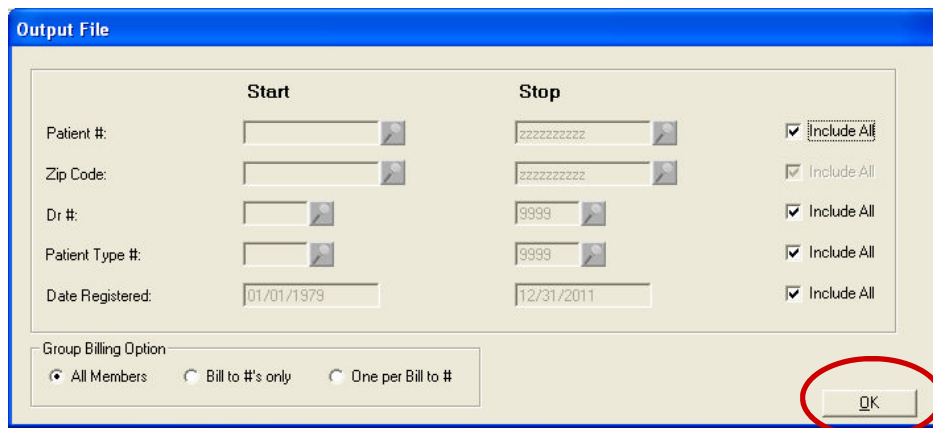 Output File
Start Stop
Patient #: zzzzzzzzzz Include All
Zip Code: zzzzzzzzzz Include All
Dr #: 9999 Include All
Patient Type #: 9999 Include All
Date Registered: 01/01/1979 12/31/2011 Include All
Group Billing Option
All Members Bill to #'s only One per Bill to #
OK